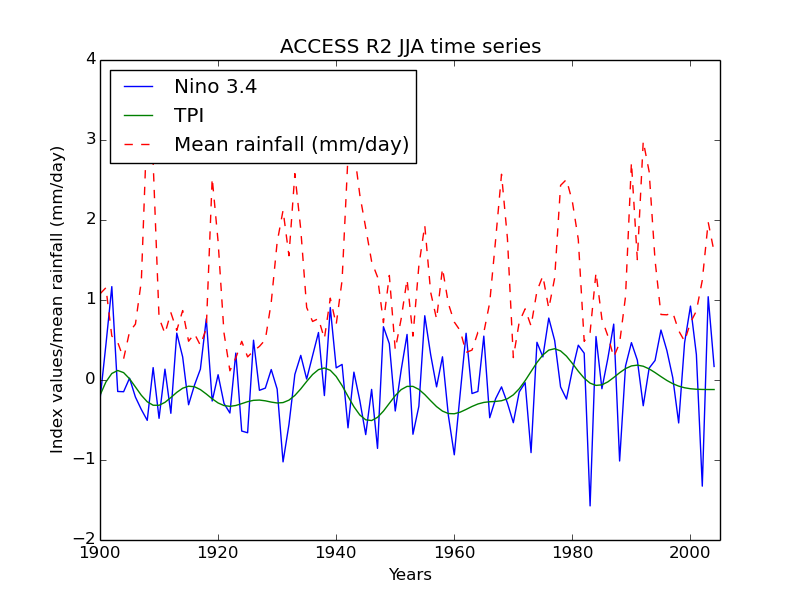 ACCESS R2 JJA time series
4
3
2
1
0
−1
−2
Index values/mean rainfall (mm/day)
Nino 3.4
TPI
Mean rainfall (mm/day)
1900 1920 1940 1960 1980 2000
Years